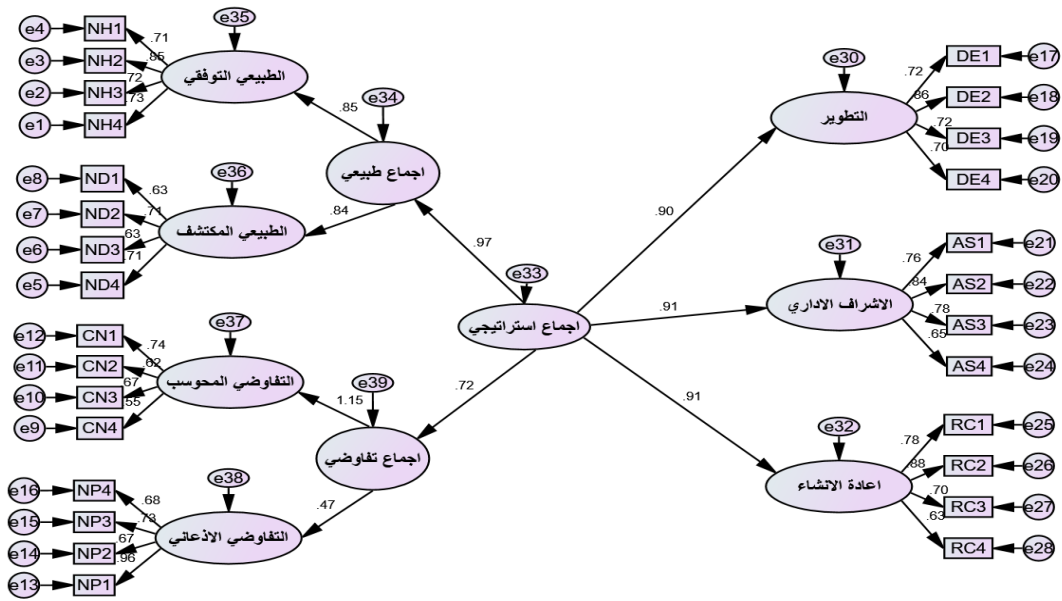 e4 NH1 .71
e3 NH2 .85
e2 NH3 .72
e1 NH4 .73
e35
الطبيعي التوفقي
.85
e34
e8 ND1 .63
e7 ND2 .71
e6 ND3 .63
e5 ND4 .71
e36
الطبيعي المكتشف
.84
اجماع طبيعي
.97
e12 CN1 .74
e11 CN2 .62
e10 CN3 .67
e9 CN4 .55
e37
التفاوضي المحوسب
1.15
e39
اجماع تفاوضي
.72
e16 NP4 .68
e15 NP3 .73
e14 NP2 .67
e13 NP1 .96
e38
التفاوضي الاذعاني
.47
e33
اجماع استراتيجي
.90
.91
.91
e30
التطوير
.72 DE1 e17
.86 DE2 e18
.72 DE3 e19
.70 DE4 e20
e31
الاشراف الاداري
.76 AS1 e21
.84 AS2 e22
.78 AS3 e23
.65 AS4 e24
e32
اعادة الانشاء
.78 RC1 e25
.88 RC2 e26
.70 RC3 e27
.63 RC4 e28